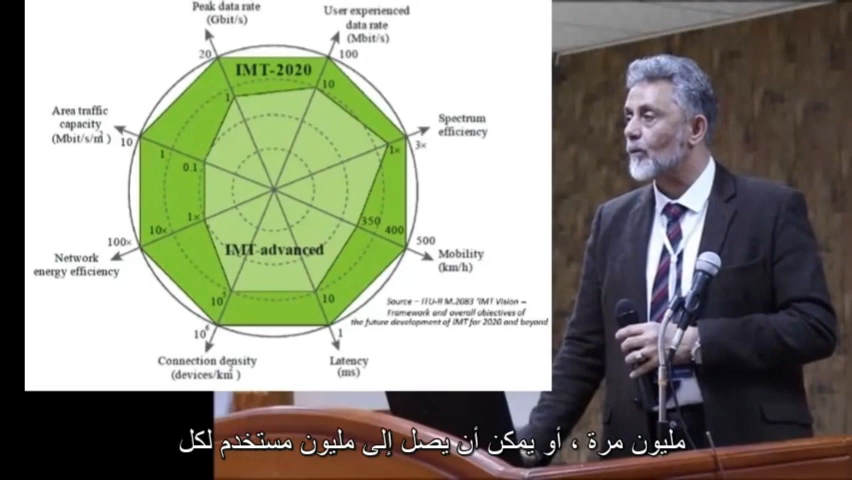 Peak data rate
(Gbit/s)
User experienced
data rate
(Mbit/s)
20
100
IMT-2020
1
10
Area traffic
capacity
(Mbit/s/m²)
10
1
0.1
Spectrum
efficiency
1×
3×
1×
10×
100×
350
400
500
Network
energy efficiency
Mobility
(km/h)
IMT-advanced
10⁵
10
10⁶
1
Source – ITU-R M.2083 "IMT Vision –
Framework and overall objectives of
the future development of IMT for 2020 and beyond
Connection density
(devices/km²)
Latency
(ms)
مليون مرة ، أو يمكن أن يصل إلى مليون مستخدم لكل